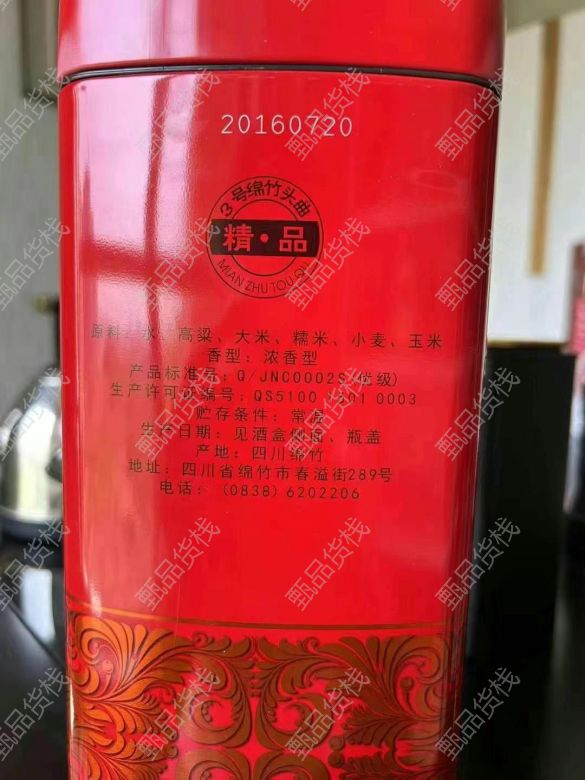 20160720
3号绵竹头曲
精·品
MIAN ZHU TOU QU
原料：水、高粱、大米、糯米、小麦、玉米
香型：浓香型
产品标准号：Q/JNC0002S(优级)
生产许可证编号：QS5100 1501 0003
贮存条件：常温
生产日期：见酒盒侧面、瓶盖
产地：四川绵竹
地址：四川省绵竹市春溢街289号
电话：(0838)6202206
甄品货栈